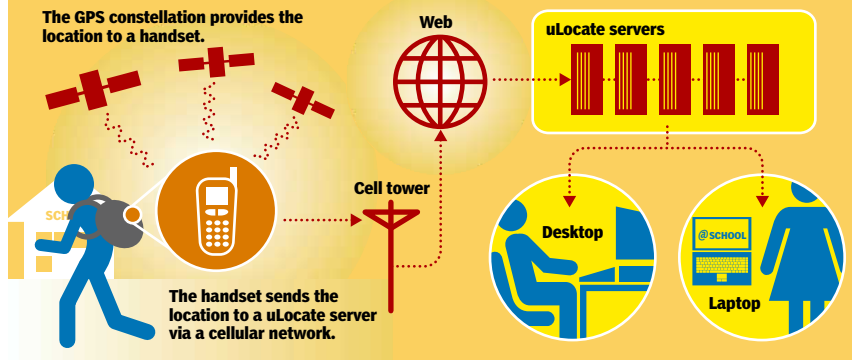 The GPS constellation provides the
location to a handset.
Web
uLocate servers
SCH
Cell tower
Desktop
@SCHOOL
Laptop
The handset sends the
location to a uLocate server
via a cellular network.